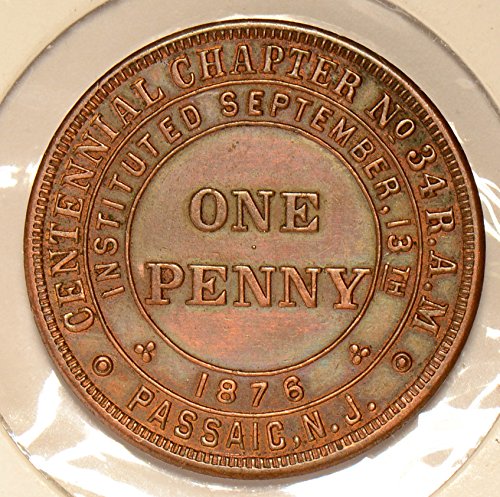 CENTENNIAL CHAPTER No 34 R.A.M
PASSAIC, N.J.
INSTITUTED SEPTEMBER, 13TH
1876
ONE
PENNY